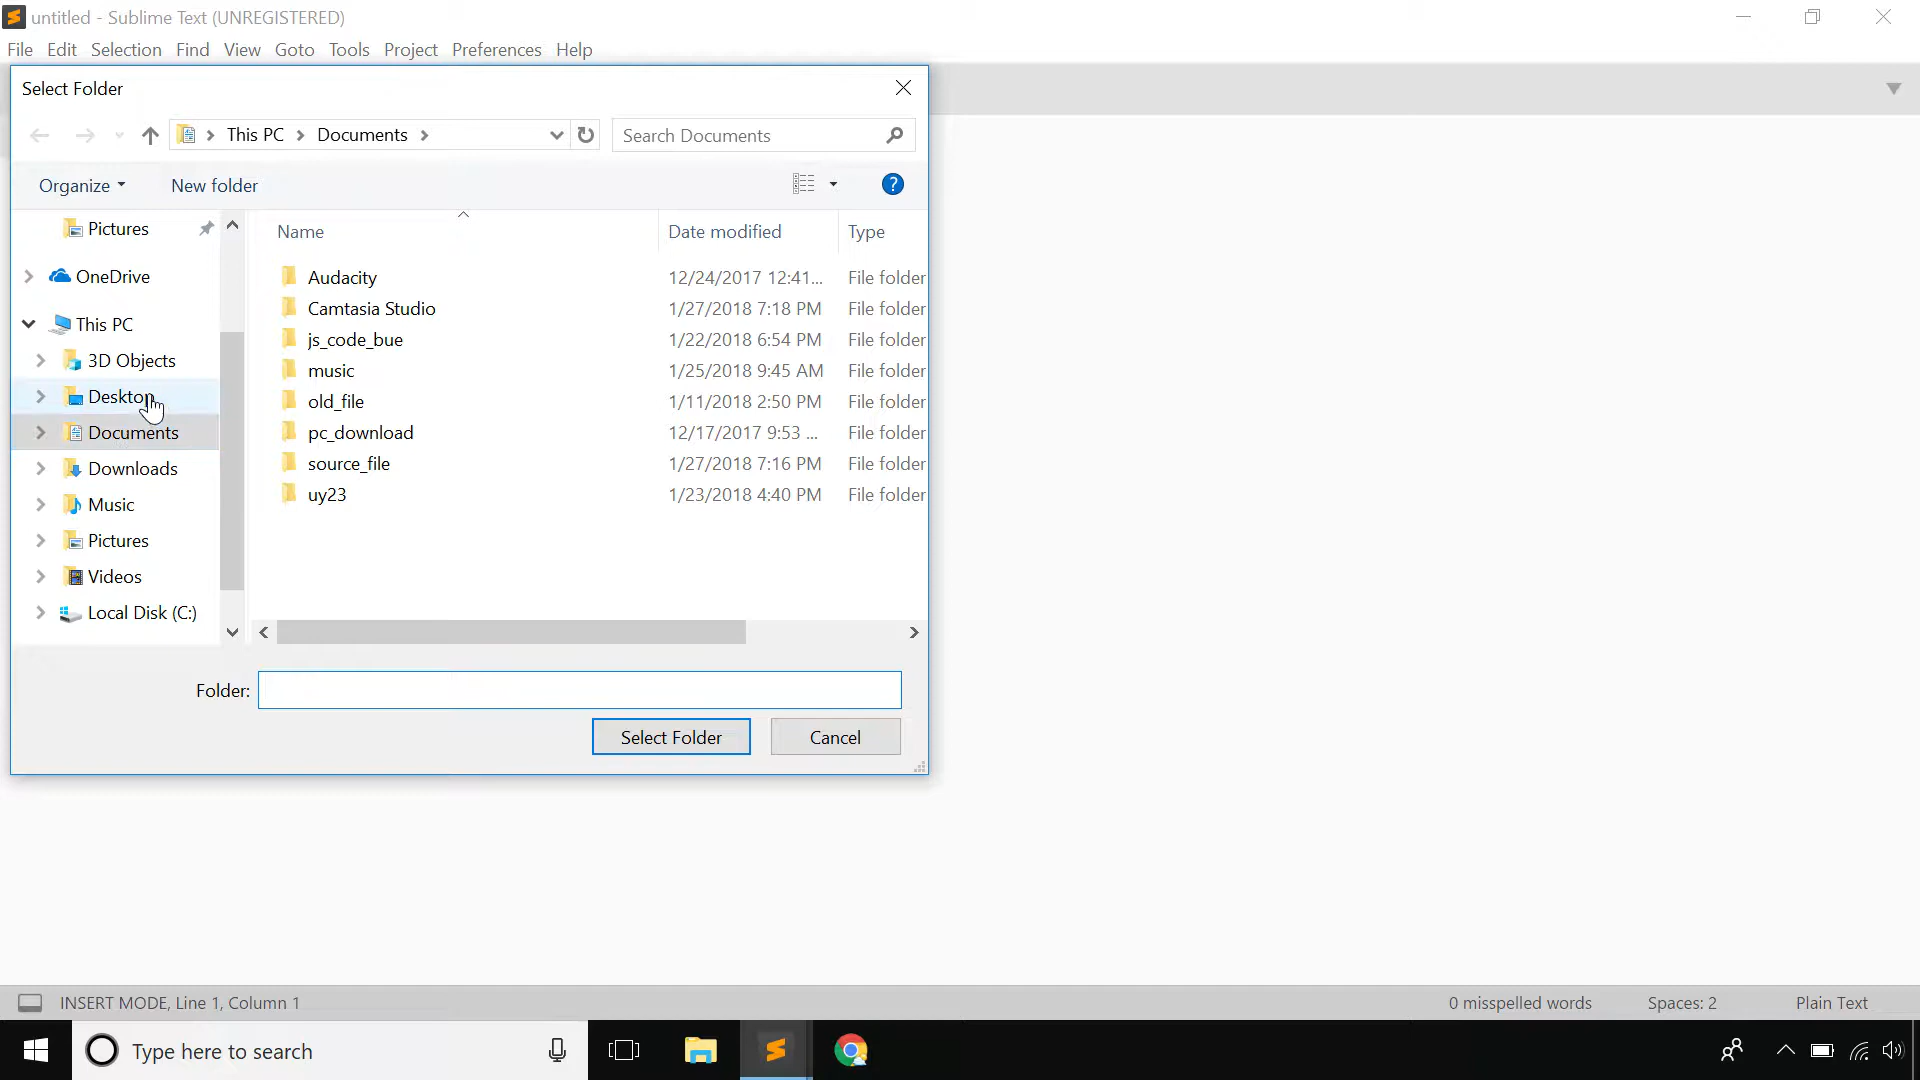 untitled - Sublime Text (UNREGISTERED)
File Edit Selection Find View Goto Tools Project Preferences Help
Select Folder
This PC Documents
Search Documents
Organize New folder
?
Pictures
OneDrive
This PC
3D Objects
Desktop
Documents
Downloads
Music
Pictures
Videos
Local Disk (C:)
Name Date modified Type
Audacity 12/24/2017 12:41... File folder
Camtasia Studio 1/27/2018 7:18 PM File folder
js_code_bue 1/22/2018 6:54 PM File folder
music 1/25/2018 9:45 AM File folder
old_file 1/11/2018 2:50 PM File folder
pc_download 12/17/2017 9:53 ... File folder
source_file 1/27/2018 7:16 PM File folder
uy23 1/23/2018 4:40 PM File folder
Folder:
Select Folder Cancel
INSERT MODE, Line 1, Column 1 0 misspelled words Spaces: 2 Plain Text
Type here to search